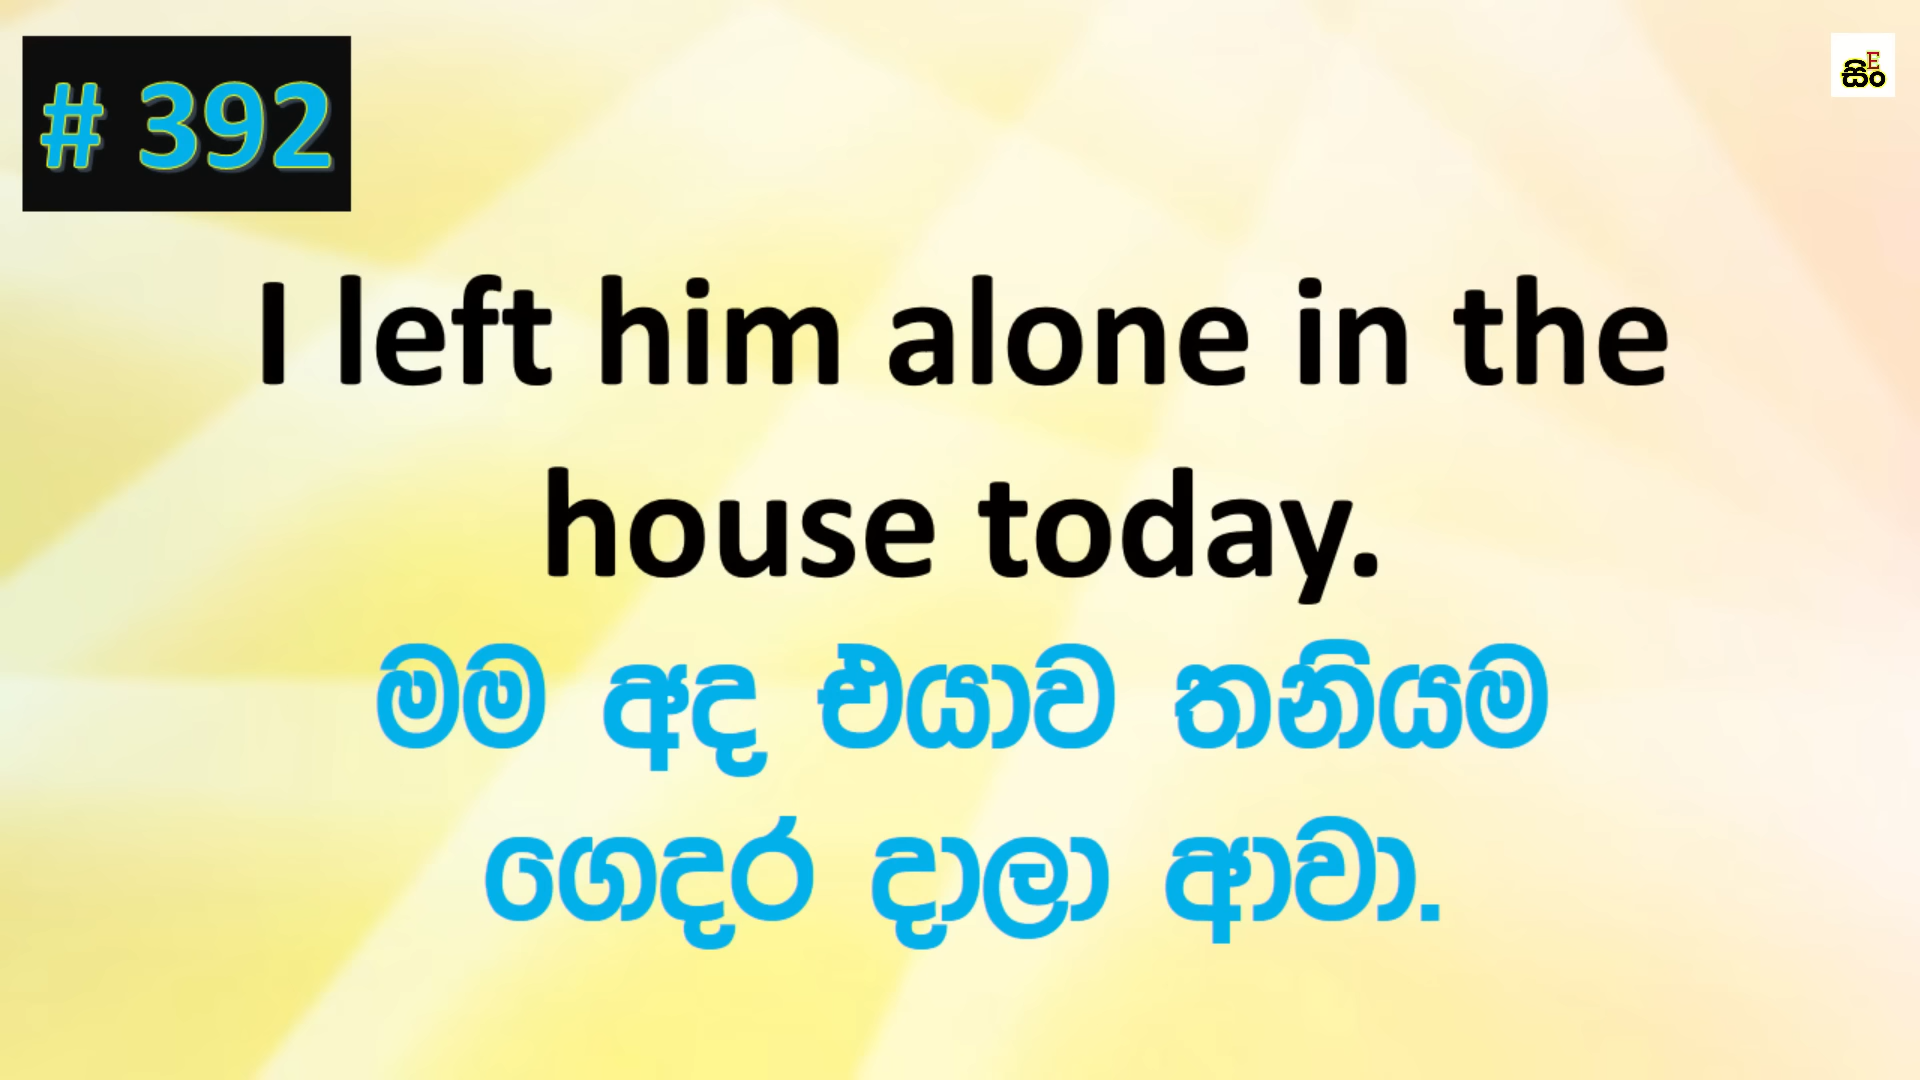 # 392
සිං
E
I left him alone in the
house today.
මම අද එයාව තනියම
ගෙදර දාලා ආවා.